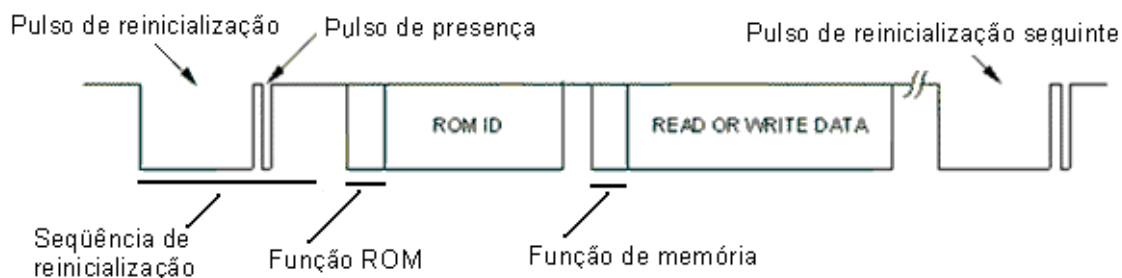 Pulso de reinicialização
Pulso de presença
Pulso de reinicialização sequinte
ROM ID
READ OR WRITE DATA
Seqüência de
reinicialização
Função ROM
Função de memória